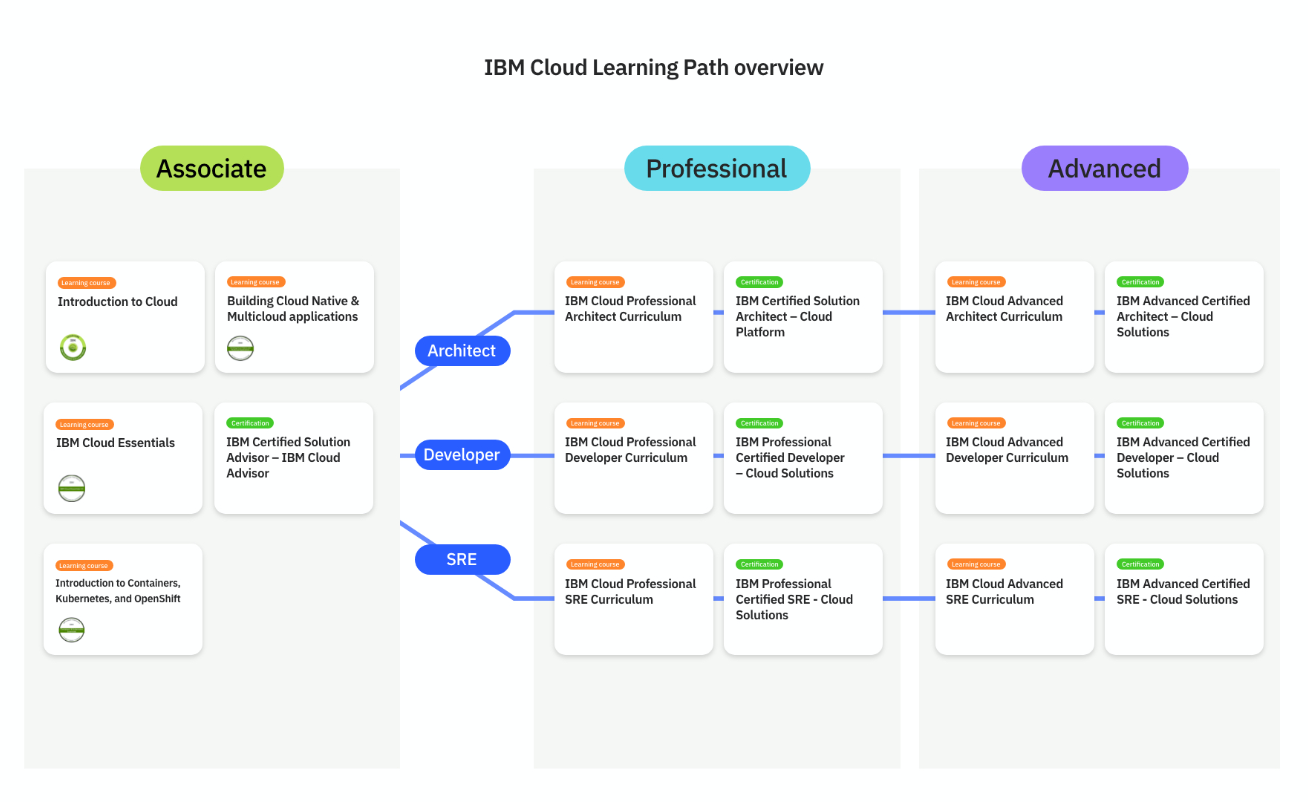 IBM Cloud Learning Path overview
Associate
Learning course
Introduction to Cloud
Learning course
Building Cloud Native &
Multicloud applications
Learning course
IBM Cloud Essentials
Certification
IBM Certified Solution
Advisor – IBM Cloud
Advisor
Learning course
Introduction to Containers,
Kubernetes, and OpenShift
Architect
Developer
SRE
Professional
Learning course
IBM Cloud Professional
Architect Curriculum
Certification
IBM Certified Solution
Architect – Cloud
Platform
Learning course
IBM Cloud Professional
Developer Curriculum
Certification
IBM Professional
Certified Developer
– Cloud Solutions
Learning course
IBM Cloud Professional
SRE Curriculum
Certification
IBM Professional
Certified SRE - Cloud
Solutions
Advanced
Learning course
IBM Cloud Advanced
Architect Curriculum
Certification
IBM Advanced Certified
Architect – Cloud
Solutions
Learning course
IBM Cloud Advanced
Developer Curriculum
Certification
IBM Advanced Certified
Developer – Cloud
Solutions
Learning course
IBM Cloud Advanced
SRE Curriculum
Certification
IBM Advanced Certified
SRE - Cloud Solutions